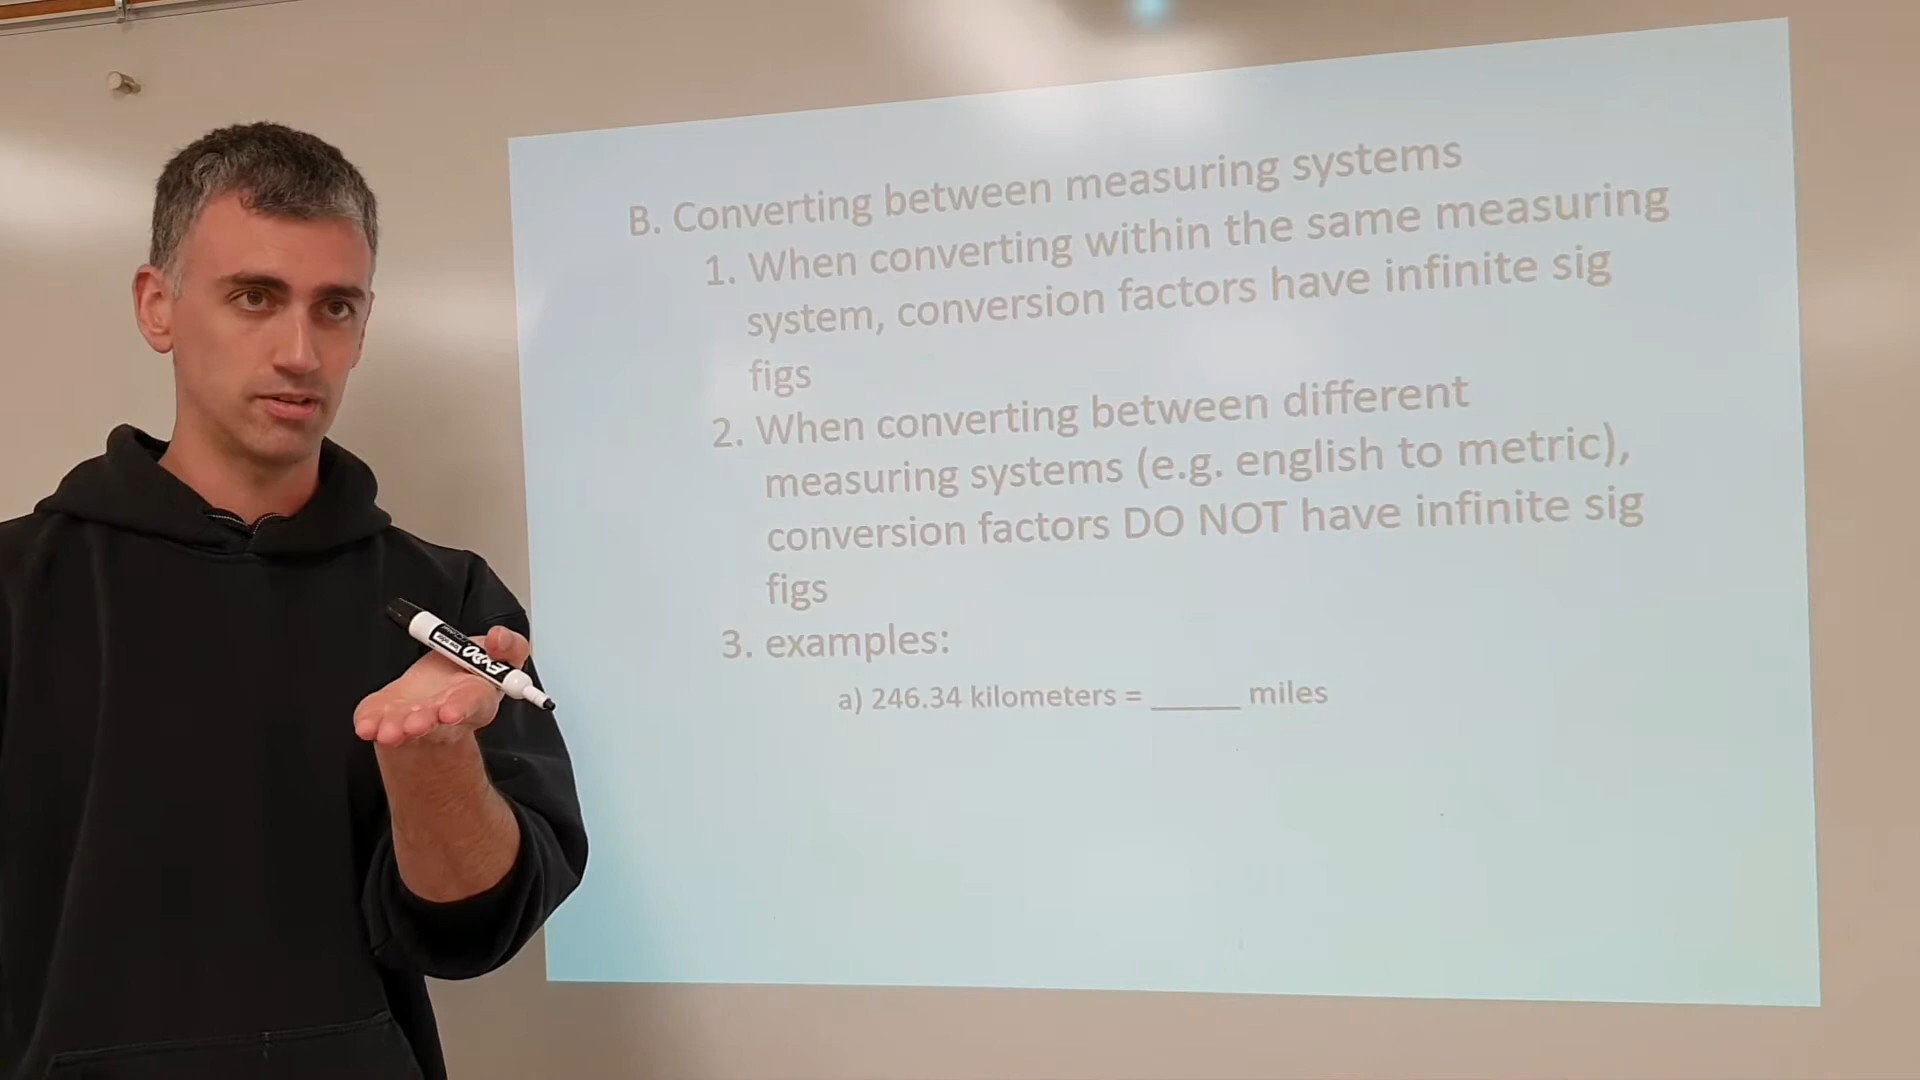 B. Converting between measuring systems
1. When converting within the same measuring
system, conversion factors have infinite sig
figs
2. When converting between different
measuring systems (e.g. english to metric),
conversion factors DO NOT have infinite sig
figs
3. examples:
a) 246.34 kilometers = _____ miles
EXPO